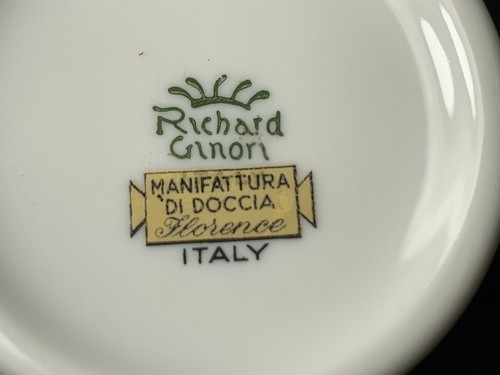 Richard
Ginori
MANIFATTURA
DI DOCCIA
Florence
ITALY